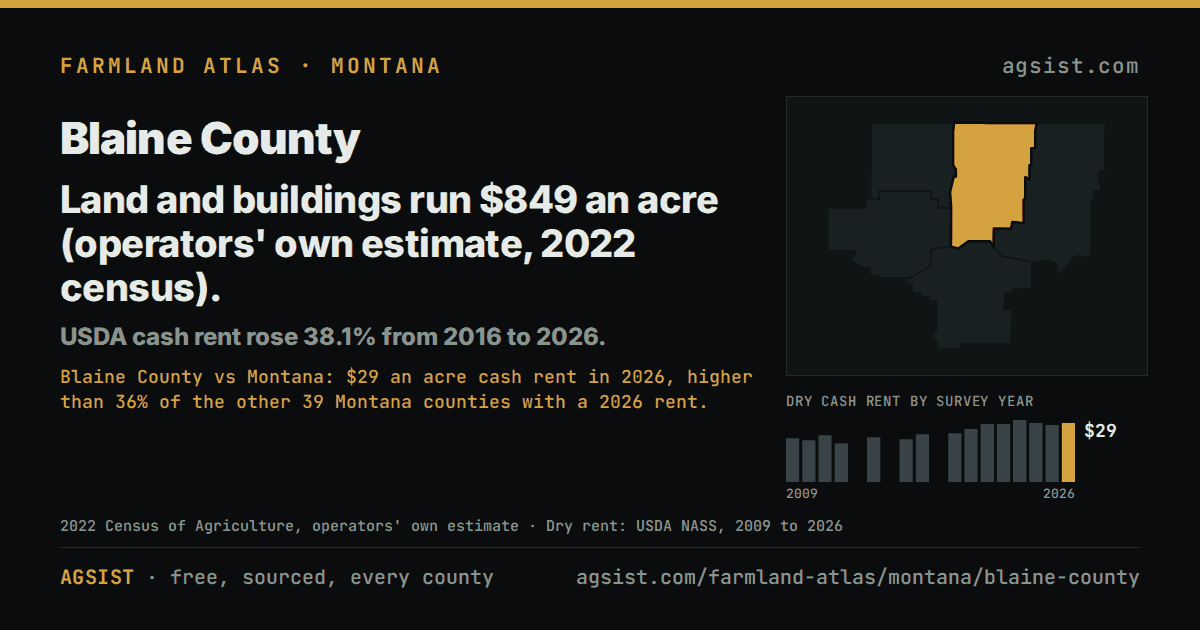 FARMLAND ATLAS · MONTANA
agsist.com
Blaine County
Land and buildings run $849 an acre
(operators' own estimate, 2022
census).
USDA cash rent rose 38.1% from 2016 to 2026.
Blaine County vs Montana: $29 an acre cash rent in 2026, higher
than 36% of the other 39 Montana counties with a 2026 rent.
DRY CASH RENT BY SURVEY YEAR
$29
2009 2026
2022 Census of Agriculture, operators' own estimate · Dry rent: USDA NASS, 2009 to 2026
AGSIST · free, sourced, every county
agsist.com/farmland-atlas/montana/blaine-county